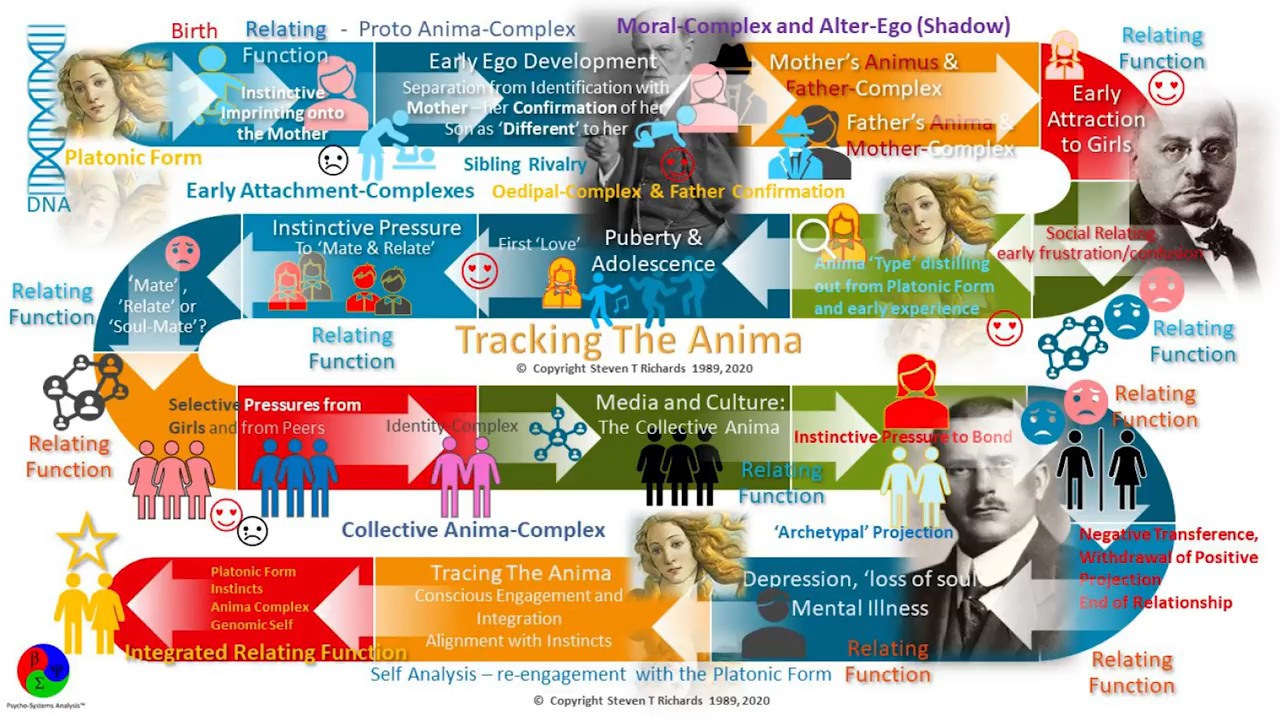 Birth
Relating
Function
- Proto Anima-Complex
Moral-Complex and Alter-Ego (Shadow)
Relating
Function
Instinctive
Imprinting onto
the Mother
Early Ego Development
Separation from Identification with
Mother – her Confirmation of her
Son as 'Different' to her
Mother's Animus &
Father-Complex
Father's Anima &
Mother-Complex
Early
Attraction
to Girls
Platonic Form
DNA
Sibling Rivalry
Early Attachment-Complexes
Oedipal-Complex & Father Confirmation
Instinctive Pressure
To 'Mate & Relate'
First 'Love'
Puberty &
Adolescence
Anima 'Type' distilling
out from Platonic Form
and early experience
Social Relating,
early frustration/confusion
Relating
Function
'Mate',
'Relate' or
'Soul-Mate'?
Relating
Function
Relating
Function
Tracking The Anima
© Copyright Steven T Richards 1989, 2020
Relating
Function
Selective Pressures from
Girls and from Peers
Identity-Complex
Media and Culture:
The Collective Anima
Relating
Function
Instinctive Pressure to Bond
Relating
Function
Collective Anima-Complex
'Archetypal' Projection
Negative Transference,
Withdrawal of Positive
Projection
End of Relationship
Platonic Form
Instincts
Anima Complex
Genomic Self
Integrated Relating Function
Tracing The Anima
Conscious Engagement and
Integration
Alignment with Instincts
Depression, 'loss of soul'
Mental Illness
Relating
Function
Relating
Function
Self Analysis – re-engagement with the Platonic Form
© Copyright Steven T Richards 1989, 2020
β
Ψ
Σ
Psycho-Systems Analysis™